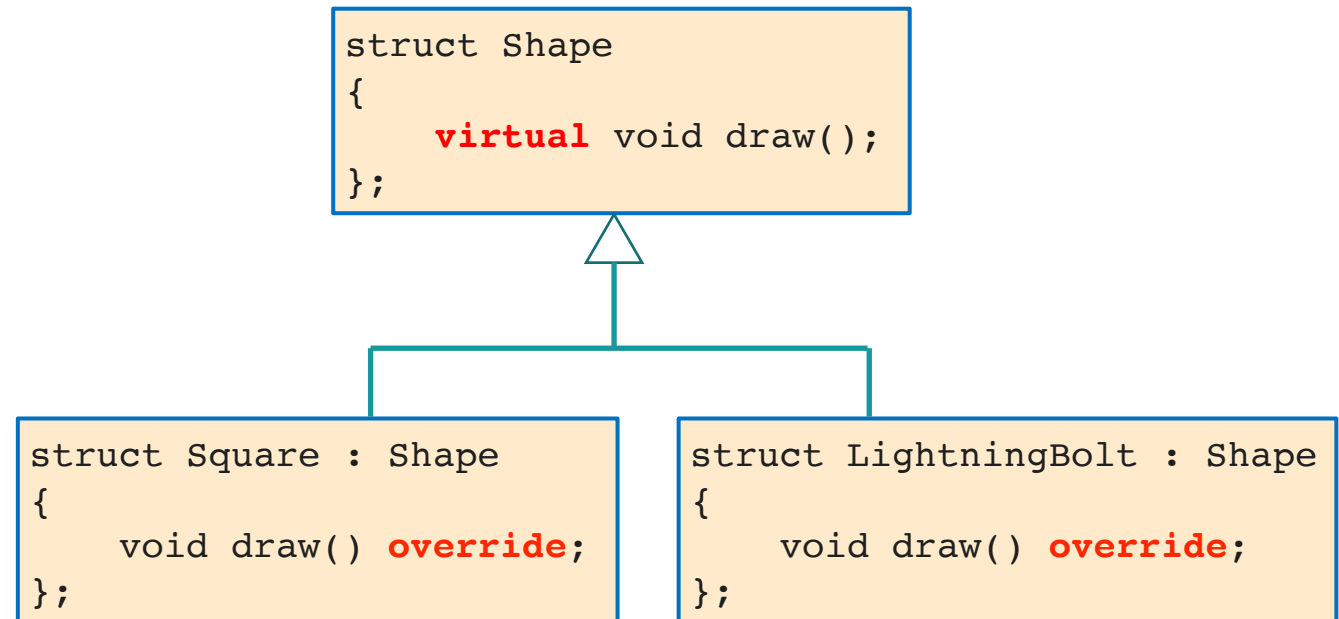 struct Shape
{
    virtual void draw();
};
struct Square : Shape
{
    void draw() override;
};
struct LightningBolt : Shape
{
    void draw() override;
};